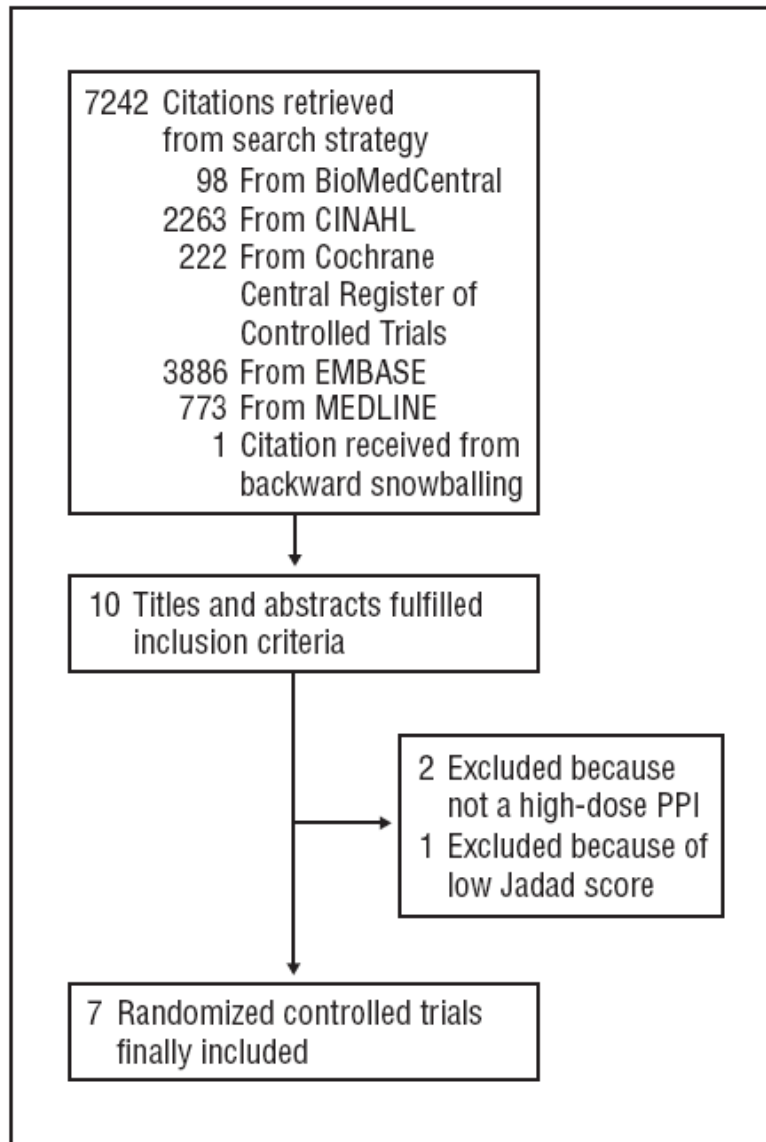 7242 Citations retrieved
from search strategy
98 From BioMedCentral
2263 From CINAHL
222 From Cochrane
Central Register of
Controlled Trials
3886 From EMBASE
773 From MEDLINE
1 Citation received from
backward snowballing
10 Titles and abstracts fulfilled
inclusion criteria
2 Excluded because
not a high-dose PPI
1 Excluded because of
low Jadad score
7 Randomized controlled trials
finally included